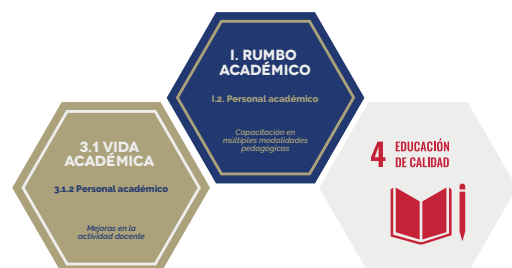 I. RUMBO
ACADÉMICO
I.2. Personal académico
Capacitación en
múltiples modalidades
pedagógicas
3.1 VIDA
ACADÉMICA
3.1.2 Personal académico
Mejoras en la
actividad docente
4 EDUCACIÓN
DE CALIDAD